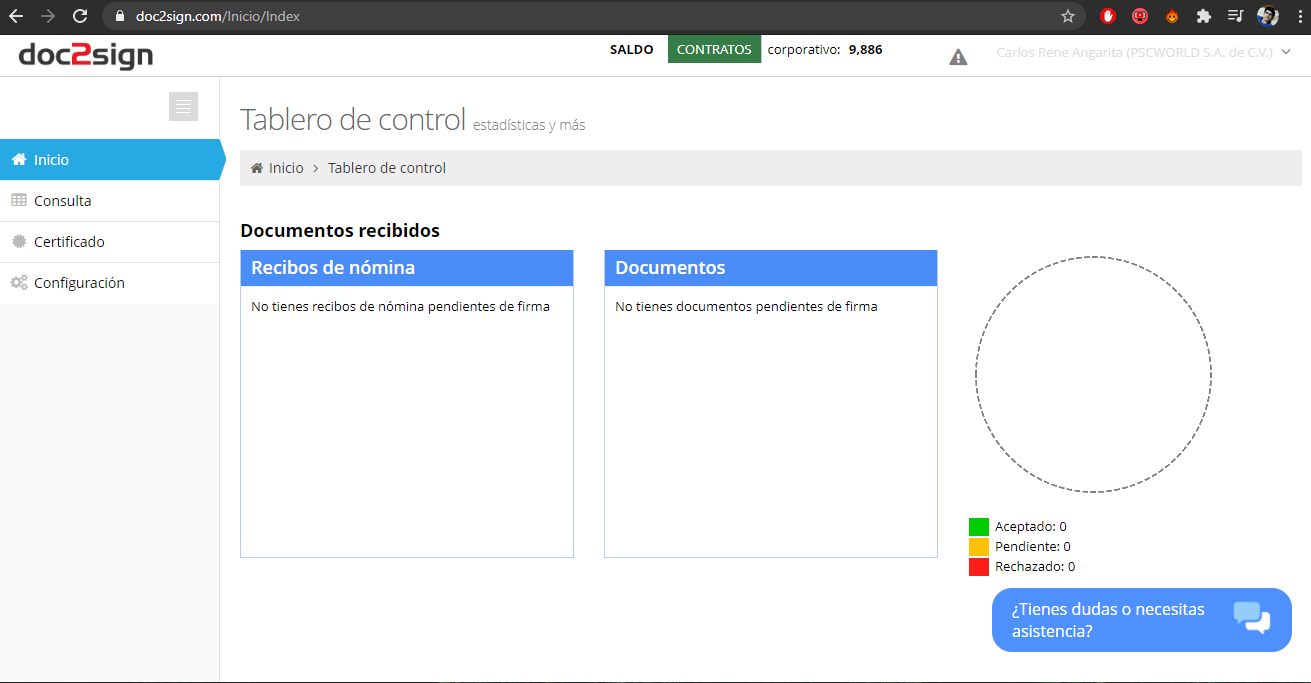 doc2sign.com/Inicio/Index
doc2sign
SALDO CONTRATOS corporativo: 9,886
Carlos Rene Angarita (PSCWORLD S.A. de C.V.)
Tablero de control estadísticas y más
Inicio
Inicio > Tablero de control
Consulta
Certificado
Configuración
Documentos recibidos
Recibos de nómina
No tienes recibos de nómina pendientes de firma
Documentos
No tienes documentos pendientes de firma
Aceptado: 0
Pendiente: 0
Rechazado: 0
¿Tienes dudas o necesitas
asistencia?